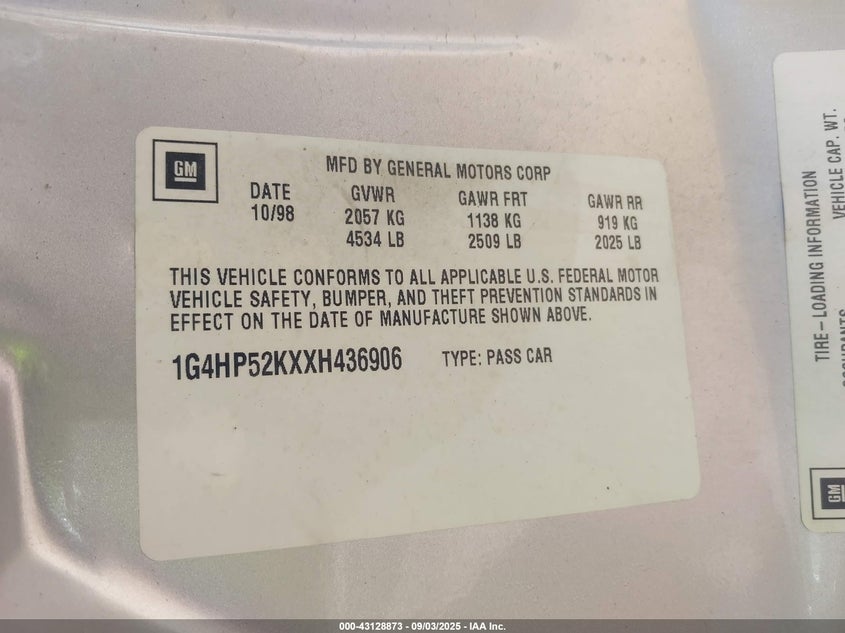 GM
MFD BY GENERAL MOTORS CORP
DATE GVWR GAWR FRT GAWR RR
10/98 2057 KG 1138 KG 919 KG
4534 LB 2509 LB 2025 LB
THIS VEHICLE CONFORMS TO ALL APPLICABLE U.S. FEDERAL MOTOR
VEHICLE SAFETY, BUMPER, AND THEFT PREVENTION STANDARDS IN
EFFECT ON THE DATE OF MANUFACTURE SHOWN ABOVE.
1G4HP52KXXH436906 TYPE: PASS CAR
TIRE-LOADING INFORMATION
VEHICLE CAP. WT.
GM
000-43128873 - 09/03/2025 - IAA Inc.